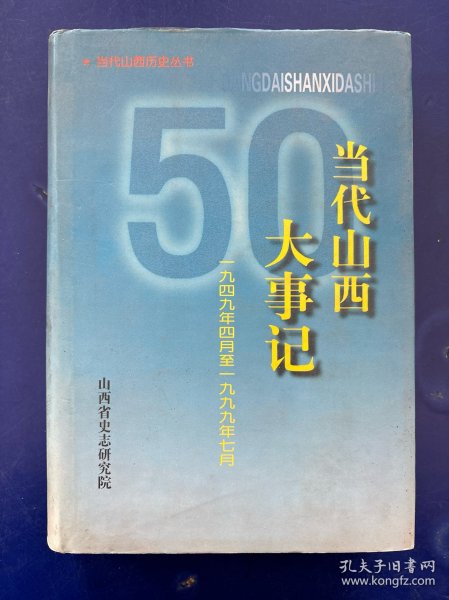 当代山西历史丛书
NGDAISHANXIDASH
50
当代山西
大事记
一九四九年四月至一九九九年七月
山西省史志研究院
孔夫子旧书网
www.kongfz.com